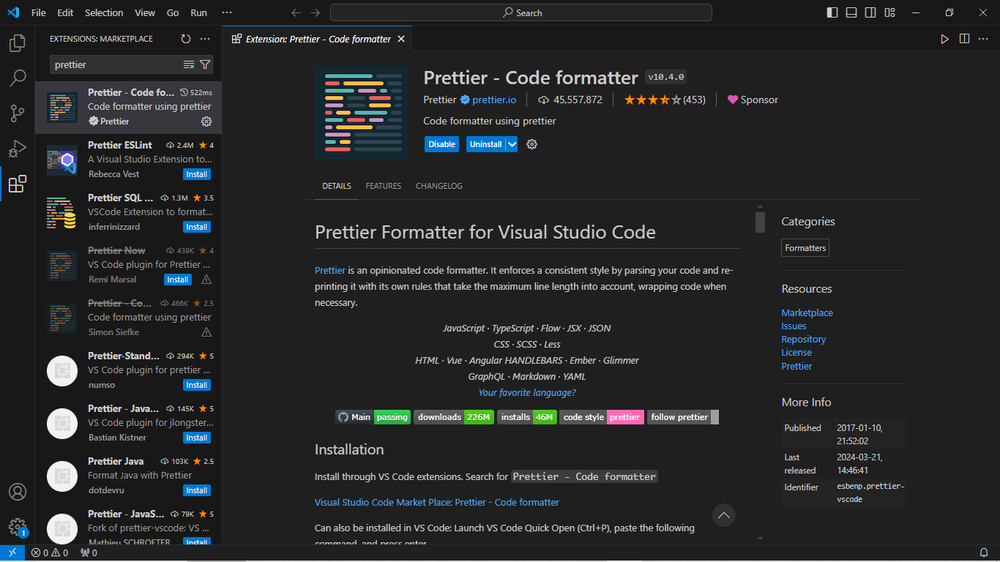 File Edit Selection View Go Run ···
Search
EXTENSIONS: MARKETPLACE
prettier
Prettier - Code fo... 522ms
Code formatter using prettier
Prettier
Prettier ESLint 2.4M ★ 4
A Visual Studio Extension to...
Rebecca Vest Install
Prettier SQL ... 1.3M ★ 3.5
VSCode Extension to format...
inferrinizzard Install
Prettier Now 439K ★ 4
VS Code plugin for Prettier ...
Remi Marsal Install
Prettier - Co... 466K ★ 2.5
Code formatter using prettier
Simon Siefke
Prettier-Stand... 294K ★ 5
VS Code plugin for prettier ...
numso Install
Prettier - Java... 145K ★ 5
VS Code plugin for jlongster...
Bastian Kistner Install
Prettier Java 103K ★ 2.5
Format Java with Prettier
dotdevru Install
Prettier - JavaS... 79K ★ 5
Fork of prettier-vscode: VS ...
Mathieu SCHROETER Install
Extension: Prettier - Code formatter
Prettier - Code formatter v10.4.0
Prettier prettier.io 45,557,872 ★★★★☆(453) Sponsor
Code formatter using prettier
Disable Uninstall
DETAILS FEATURES CHANGELOG
Prettier Formatter for Visual Studio Code
Prettier is an opinionated code formatter. It enforces a consistent style by parsing your code and re-
printing it with its own rules that take the maximum line length into account, wrapping code when
necessary.
JavaScript · TypeScript · Flow · JSX · JSON
CSS · SCSS · Less
HTML · Vue · Angular HANDLEBARS · Ember · Glimmer
GraphQL · Markdown · YAML
Your favorite language?
Main passing downloads 226M installs 46M code style prettier follow prettier
Installation
Install through VS Code extensions. Search for Prettier - Code formatter
Visual Studio Code Market Place: Prettier - Code formatter
Can also be installed in VS Code: Launch VS Code Quick Open (Ctrl+P), paste the following
command, and press enter.
Categories
Formatters
Resources
Marketplace
Issues
Repository
License
Prettier
More Info
Published 2017-01-10,
21:52:02
Last 2024-03-21,
released 14:46:41
Identifier esbenp.prettier-
vscode
1
0 0 0